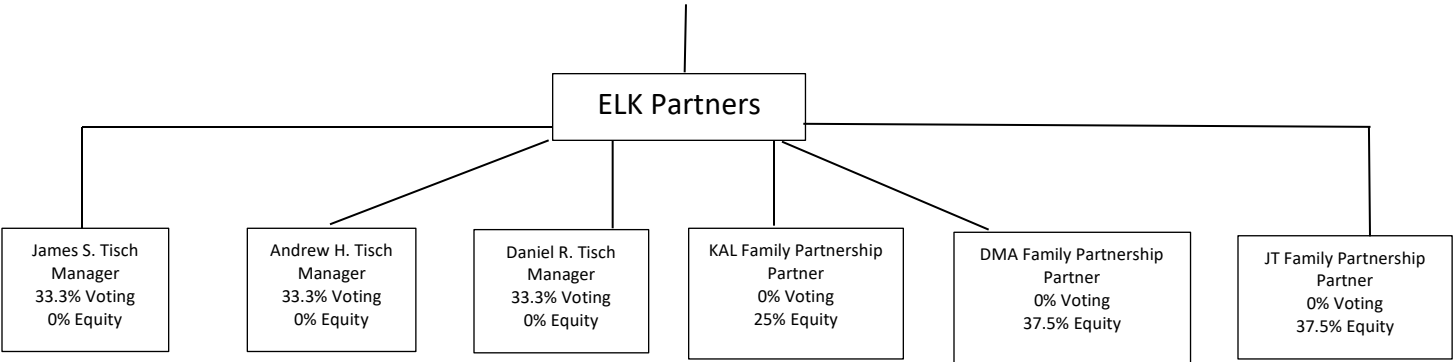 ELK Partners
James S. Tisch
Manager
33.3% Voting
0% Equity
Andrew H. Tisch
Manager
33.3% Voting
0% Equity
Daniel R. Tisch
Manager
33.3% Voting
0% Equity
KAL Family Partnership
Partner
0% Voting
25% Equity
DMA Family Partnership
Partner
0% Voting
37.5% Equity
JT Family Partnership
Partner
0% Voting
37.5% Equity